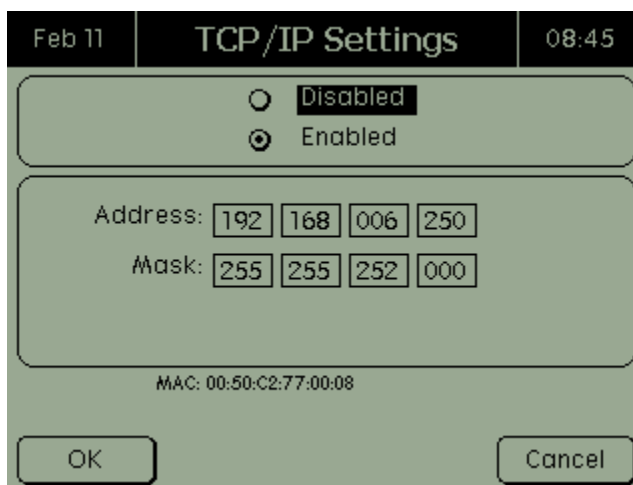 Feb 11 TCP/IP Settings 08:45
Disabled
Enabled
Address: 192 168 006 250
Mask: 255 255 252 000
MAC: 00:50:C2:77:00:08
OK Cancel